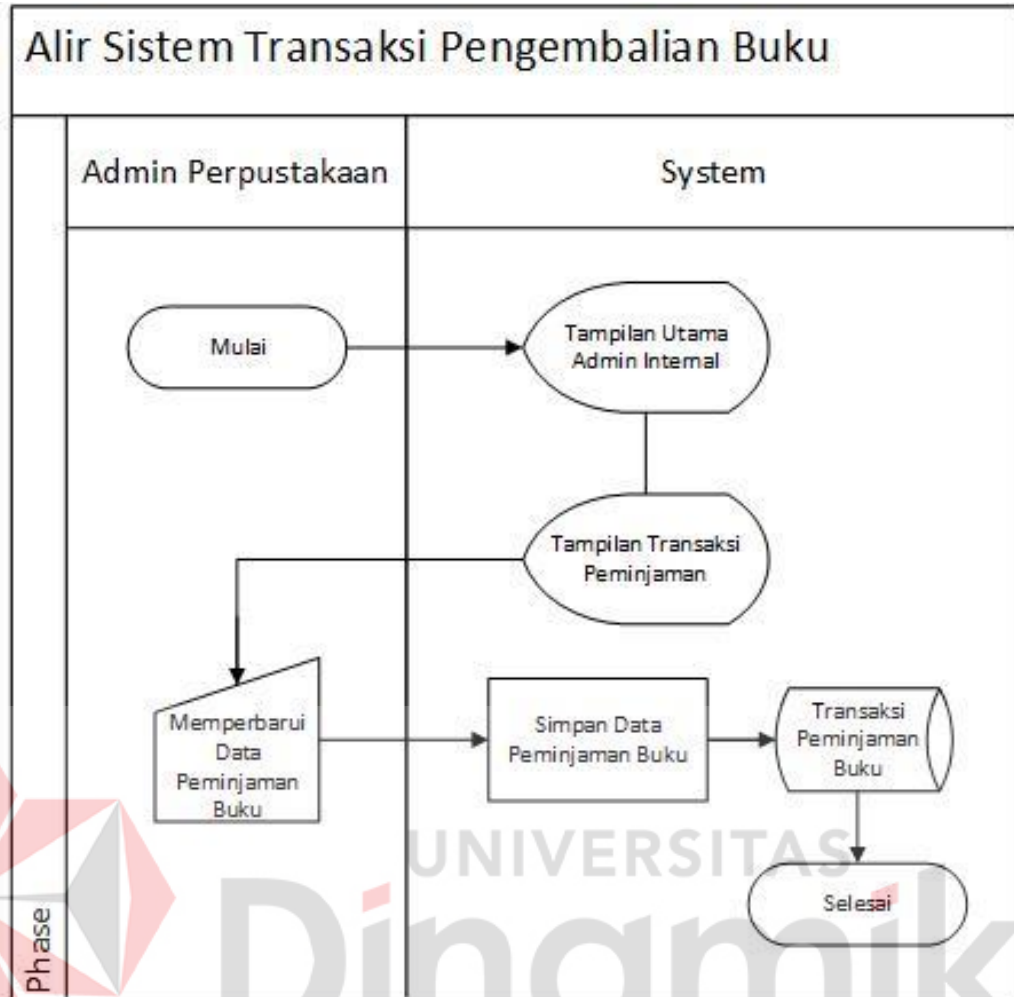 Alir Sistem Transaksi Pengembalian Buku
Admin Perpustakaan
System
Mulai
Tampilan Utama
Admin Internal
Tampilan Transaksi
Peminjaman
Memperbarui
Data
Peminjaman
Buku
Simpan Data
Peminjaman Buku
Transaksi
Peminjaman
Buku
Selesai
Phase
UNIVERSITAS
Dinamik